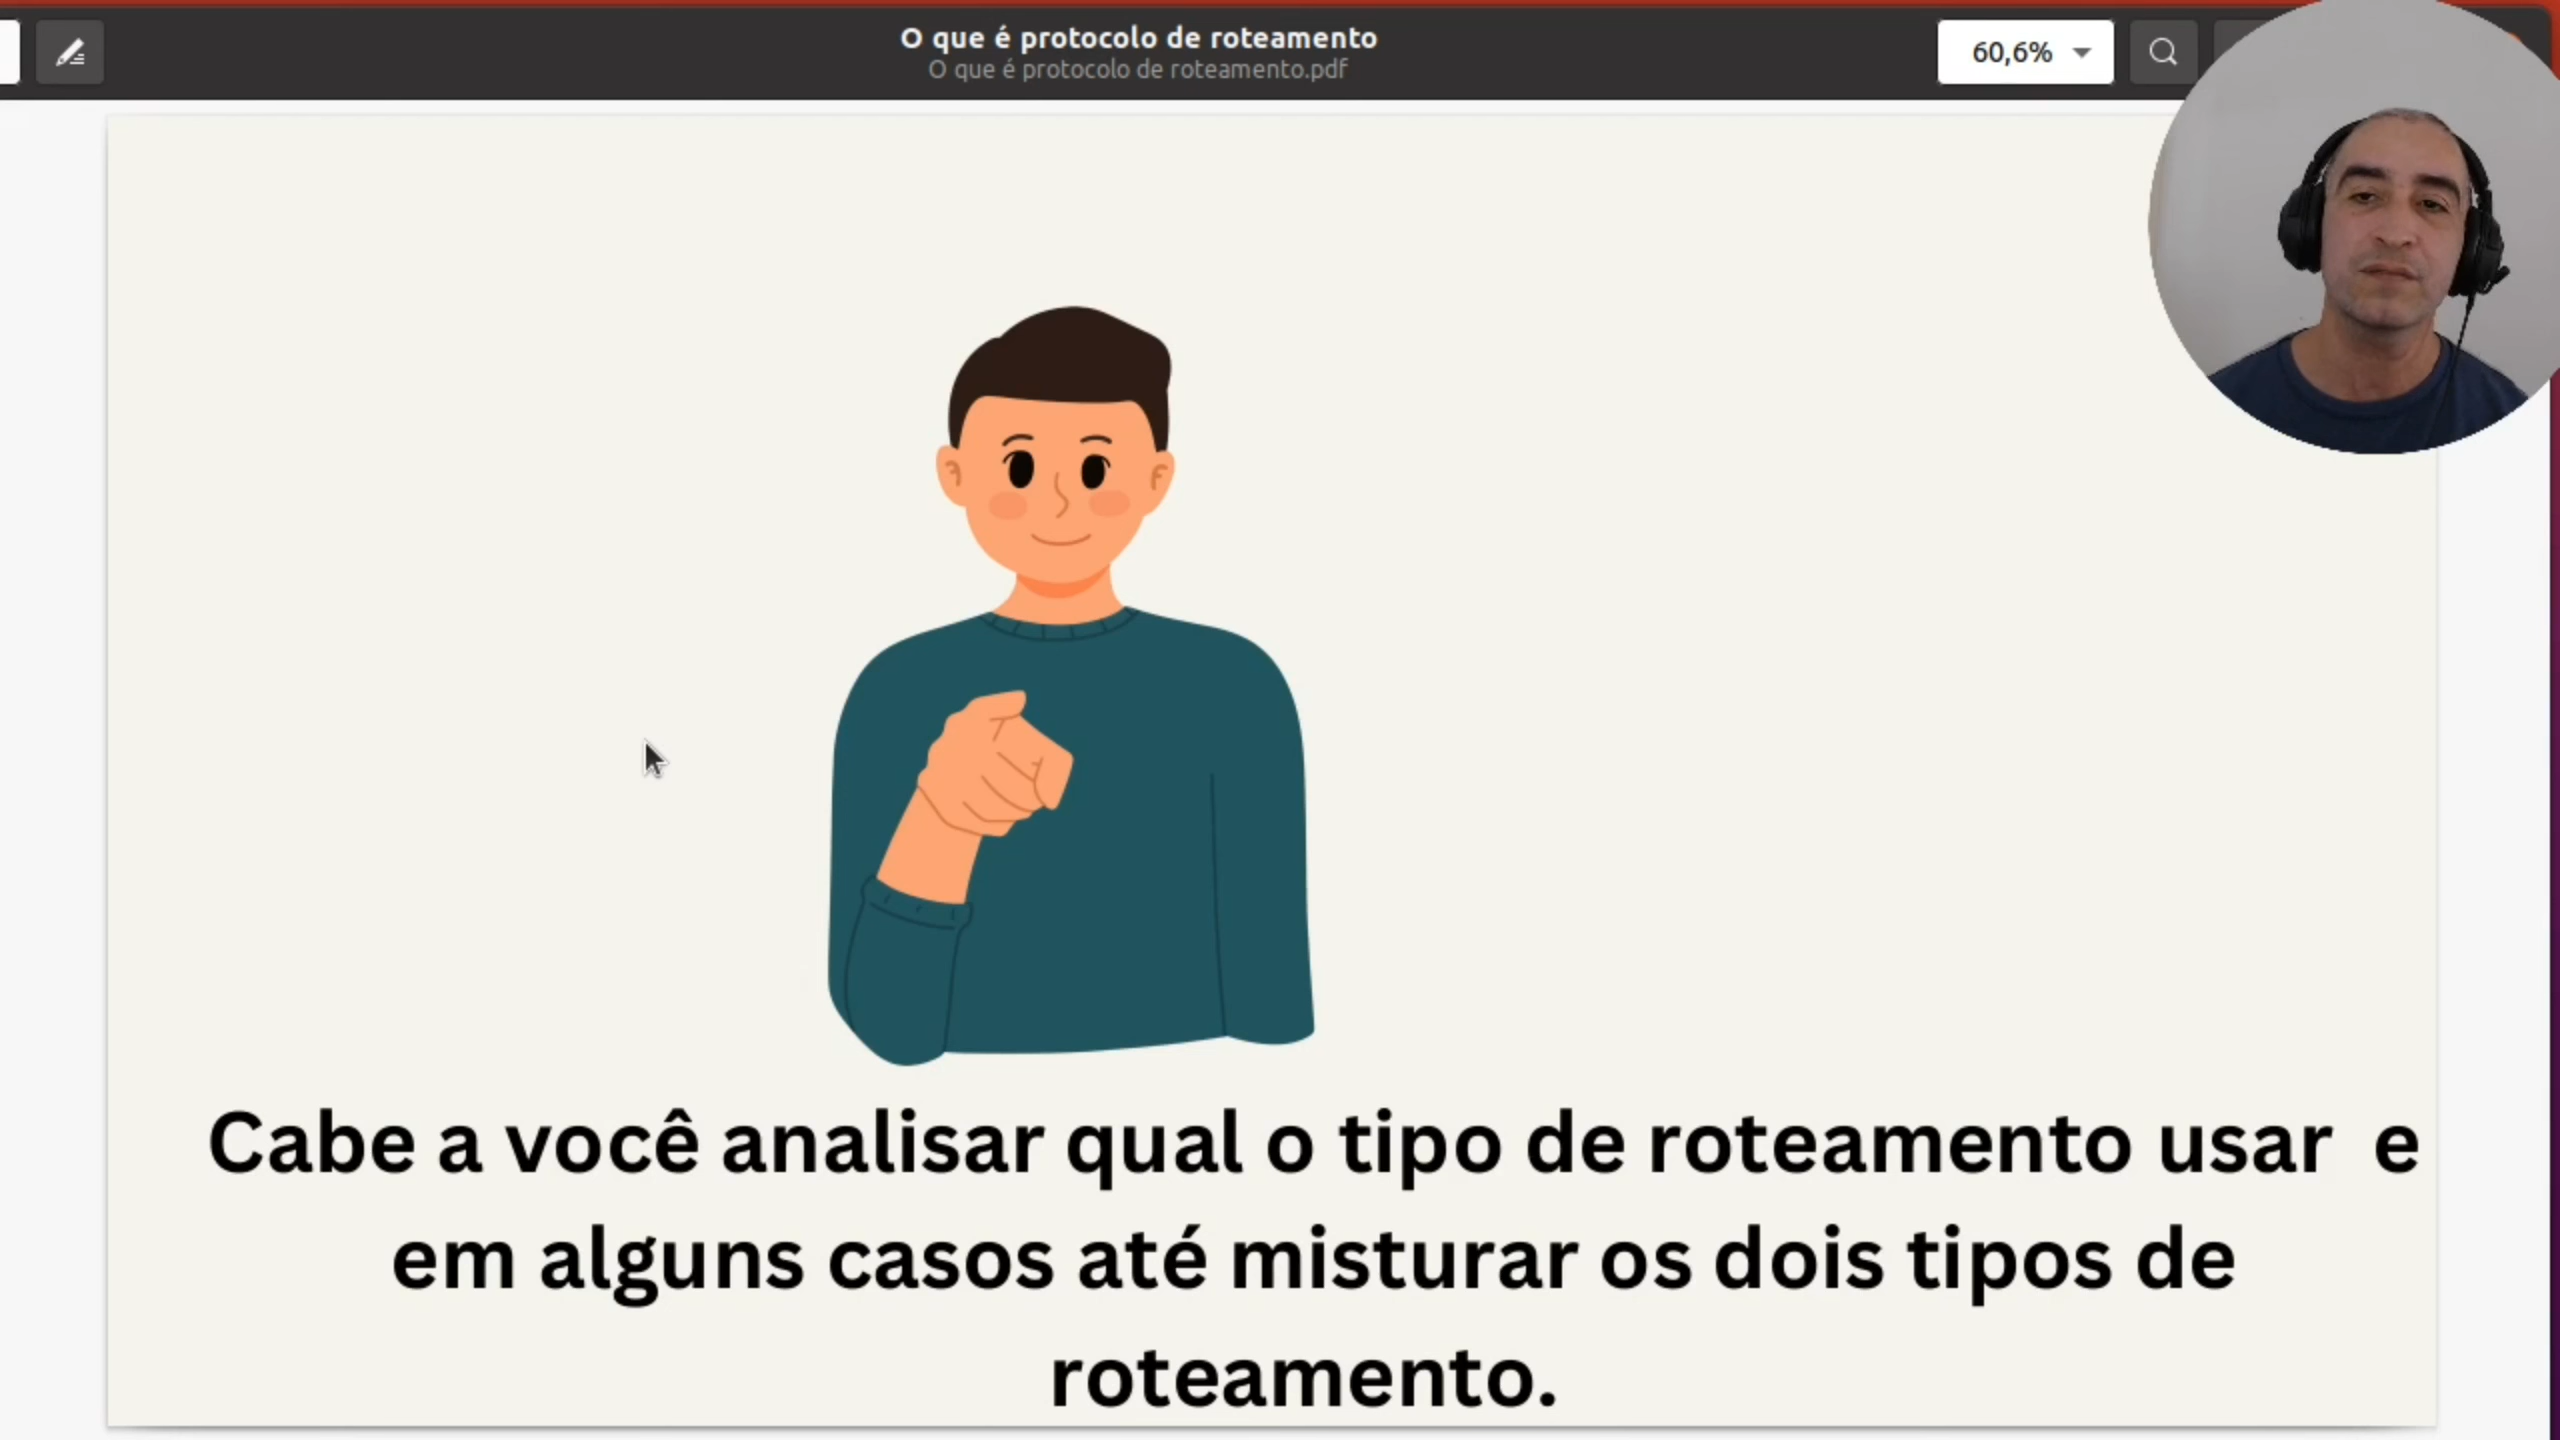 O que é protocolo de roteamento
O que é protocolo de roteamento.pdf
60,6%
Cabe a você analisar qual o tipo de roteamento usar  e
em alguns casos até misturar os dois tipos de
roteamento.